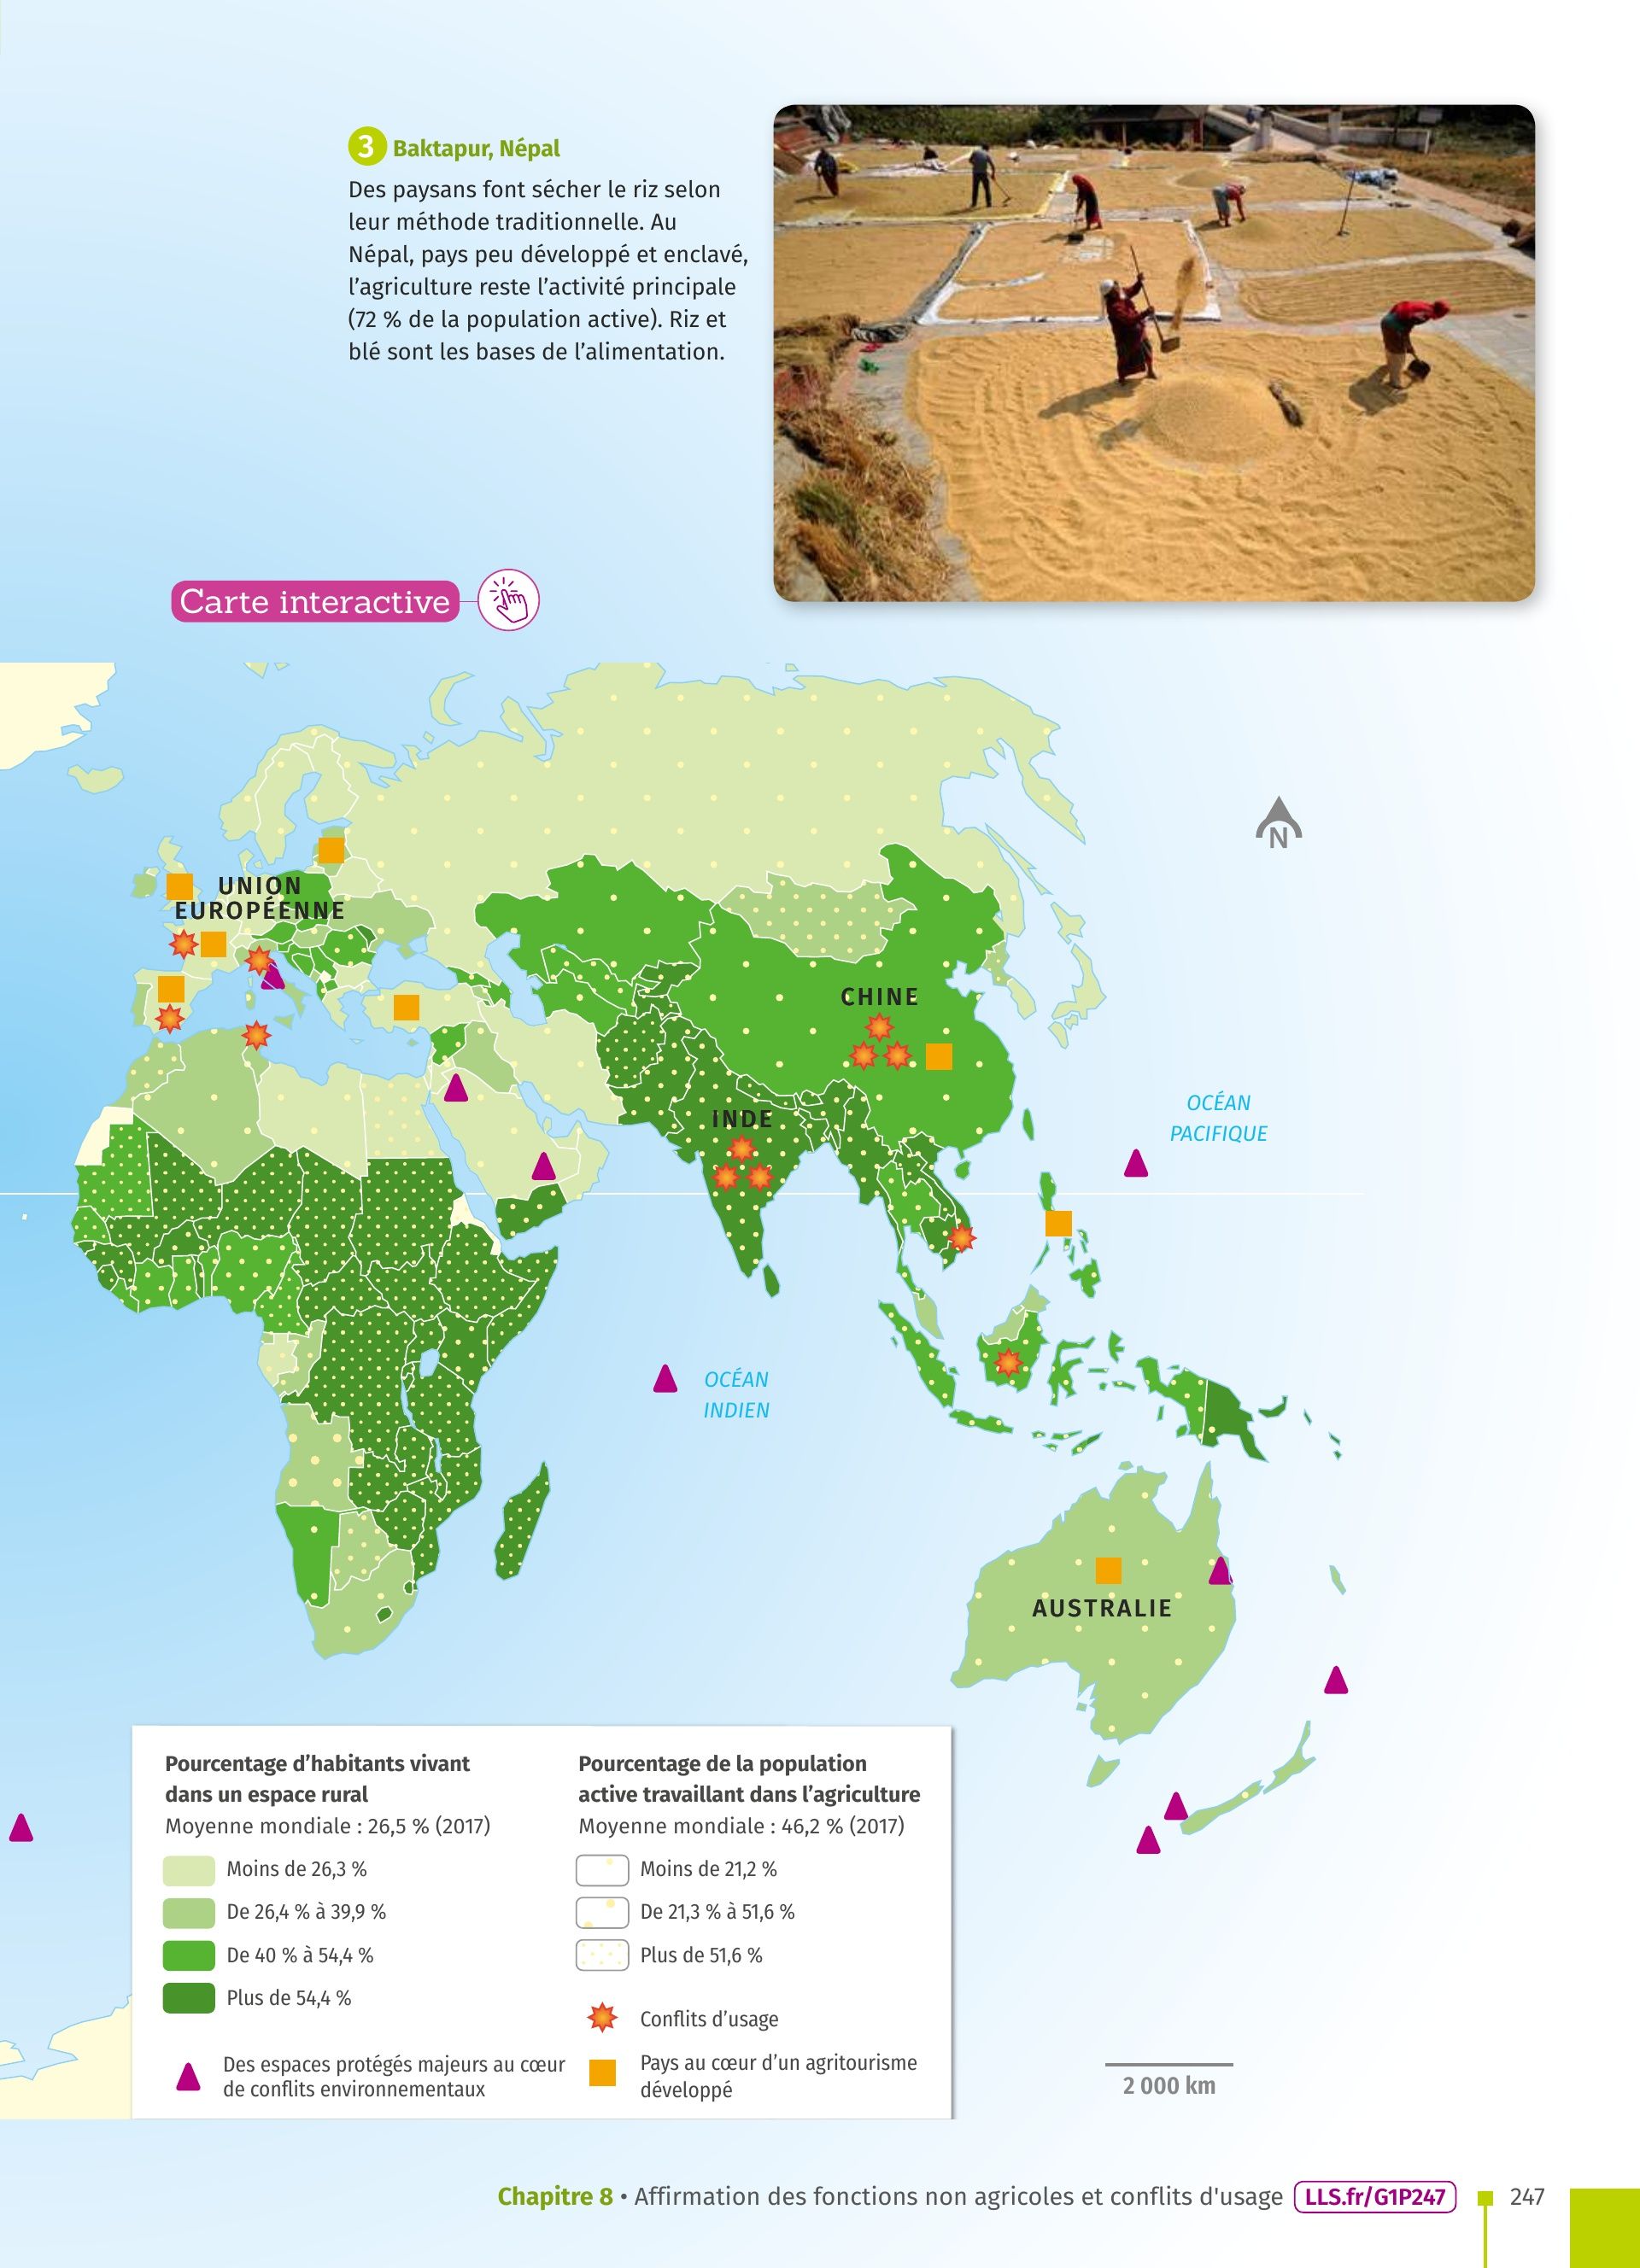 3 Baktapur, Népal
Des paysans font sécher le riz selon
leur méthode traditionnelle. Au
Népal, pays peu développé et enclavé,
l’agriculture reste l’activité principale
(72 % de la population active). Riz et
blé sont les bases de l’alimentation.
Carte interactive
N
UNION
EUROPÉENNE
CHINE
INDE
OCÉAN
PACIFIQUE
OCÉAN
INDIEN
AUSTRALIE
Pourcentage d’habitants vivant
dans un espace rural
Moyenne mondiale : 26,5 % (2017)
Moins de 26,3 %
De 26,4 % à 39,9 %
De 40 % à 54,4 %
Plus de 54,4 %
Des espaces protégés majeurs au cœur
de conflits environnementaux
Pourcentage de la population
active travaillant dans l’agriculture
Moyenne mondiale : 46,2 % (2017)
Moins de 21,2 %
De 21,3 % à 51,6 %
Plus de 51,6 %
Conflits d’usage
Pays au cœur d’un agritourisme
développé
2 000 km
Chapitre 8 • Affirmation des fonctions non agricoles et conflits d'usage LLS.fr/G1P247 247